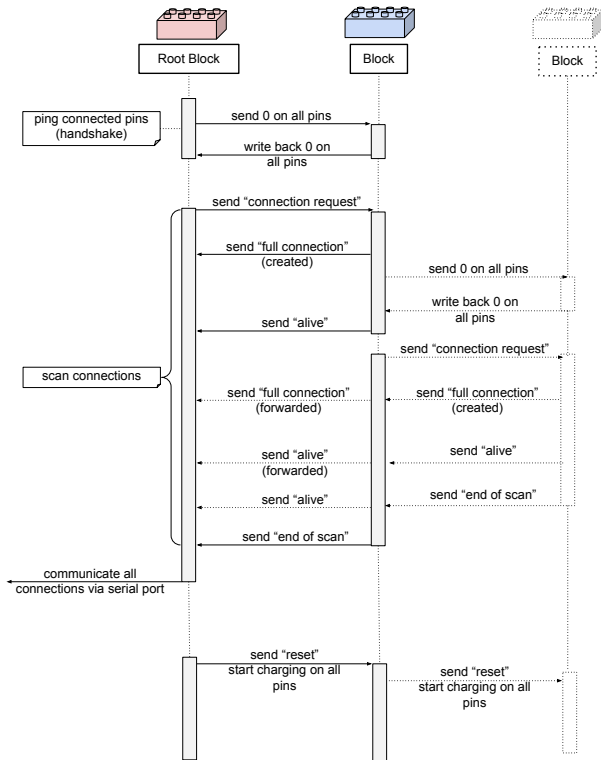 Root Block
Block
Block
ping connected pins
(handshake)
send 0 on all pins
write back 0 on
all pins
send “connection request”
send “full connection”
(created)
send 0 on all pins
write back 0 on
all pins
send “alive”
send “connection request”
scan connections
send “full connection”
(forwarded)
send “full connection”
(created)
send “alive”
send “alive”
(forwarded)
send “end of scan”
send “alive”
send “end of scan”
communicate all
connections via serial port
send “reset”
start charging on all
pins
send “reset”
start charging on all
pins